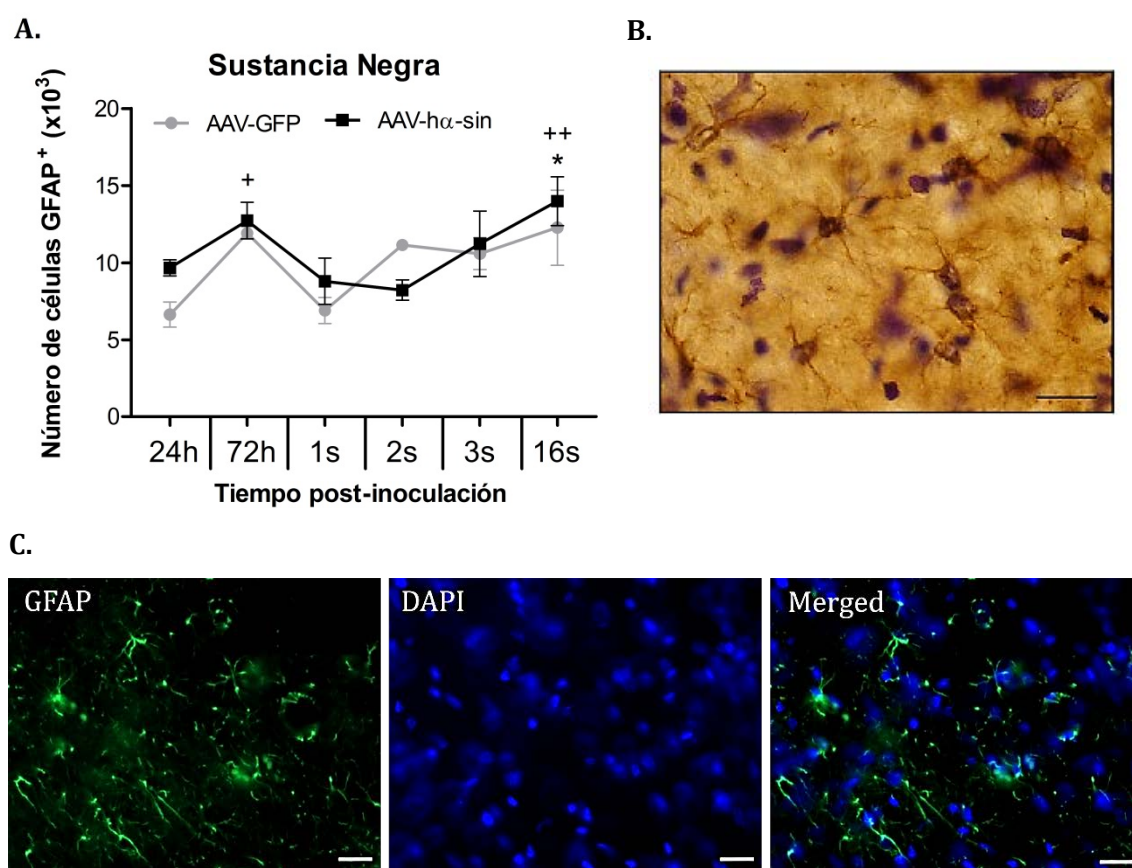 A.
Sustancia Negra
AAV-GFP AAV-hα-sin
Número de células GFAP⁺ (x10³)
20
15
10
5
0
+
++
*
24h 72h 1s 2s 3s 16s
Tiempo post-inoculación
B.
C.
GFAP
DAPI
Merged